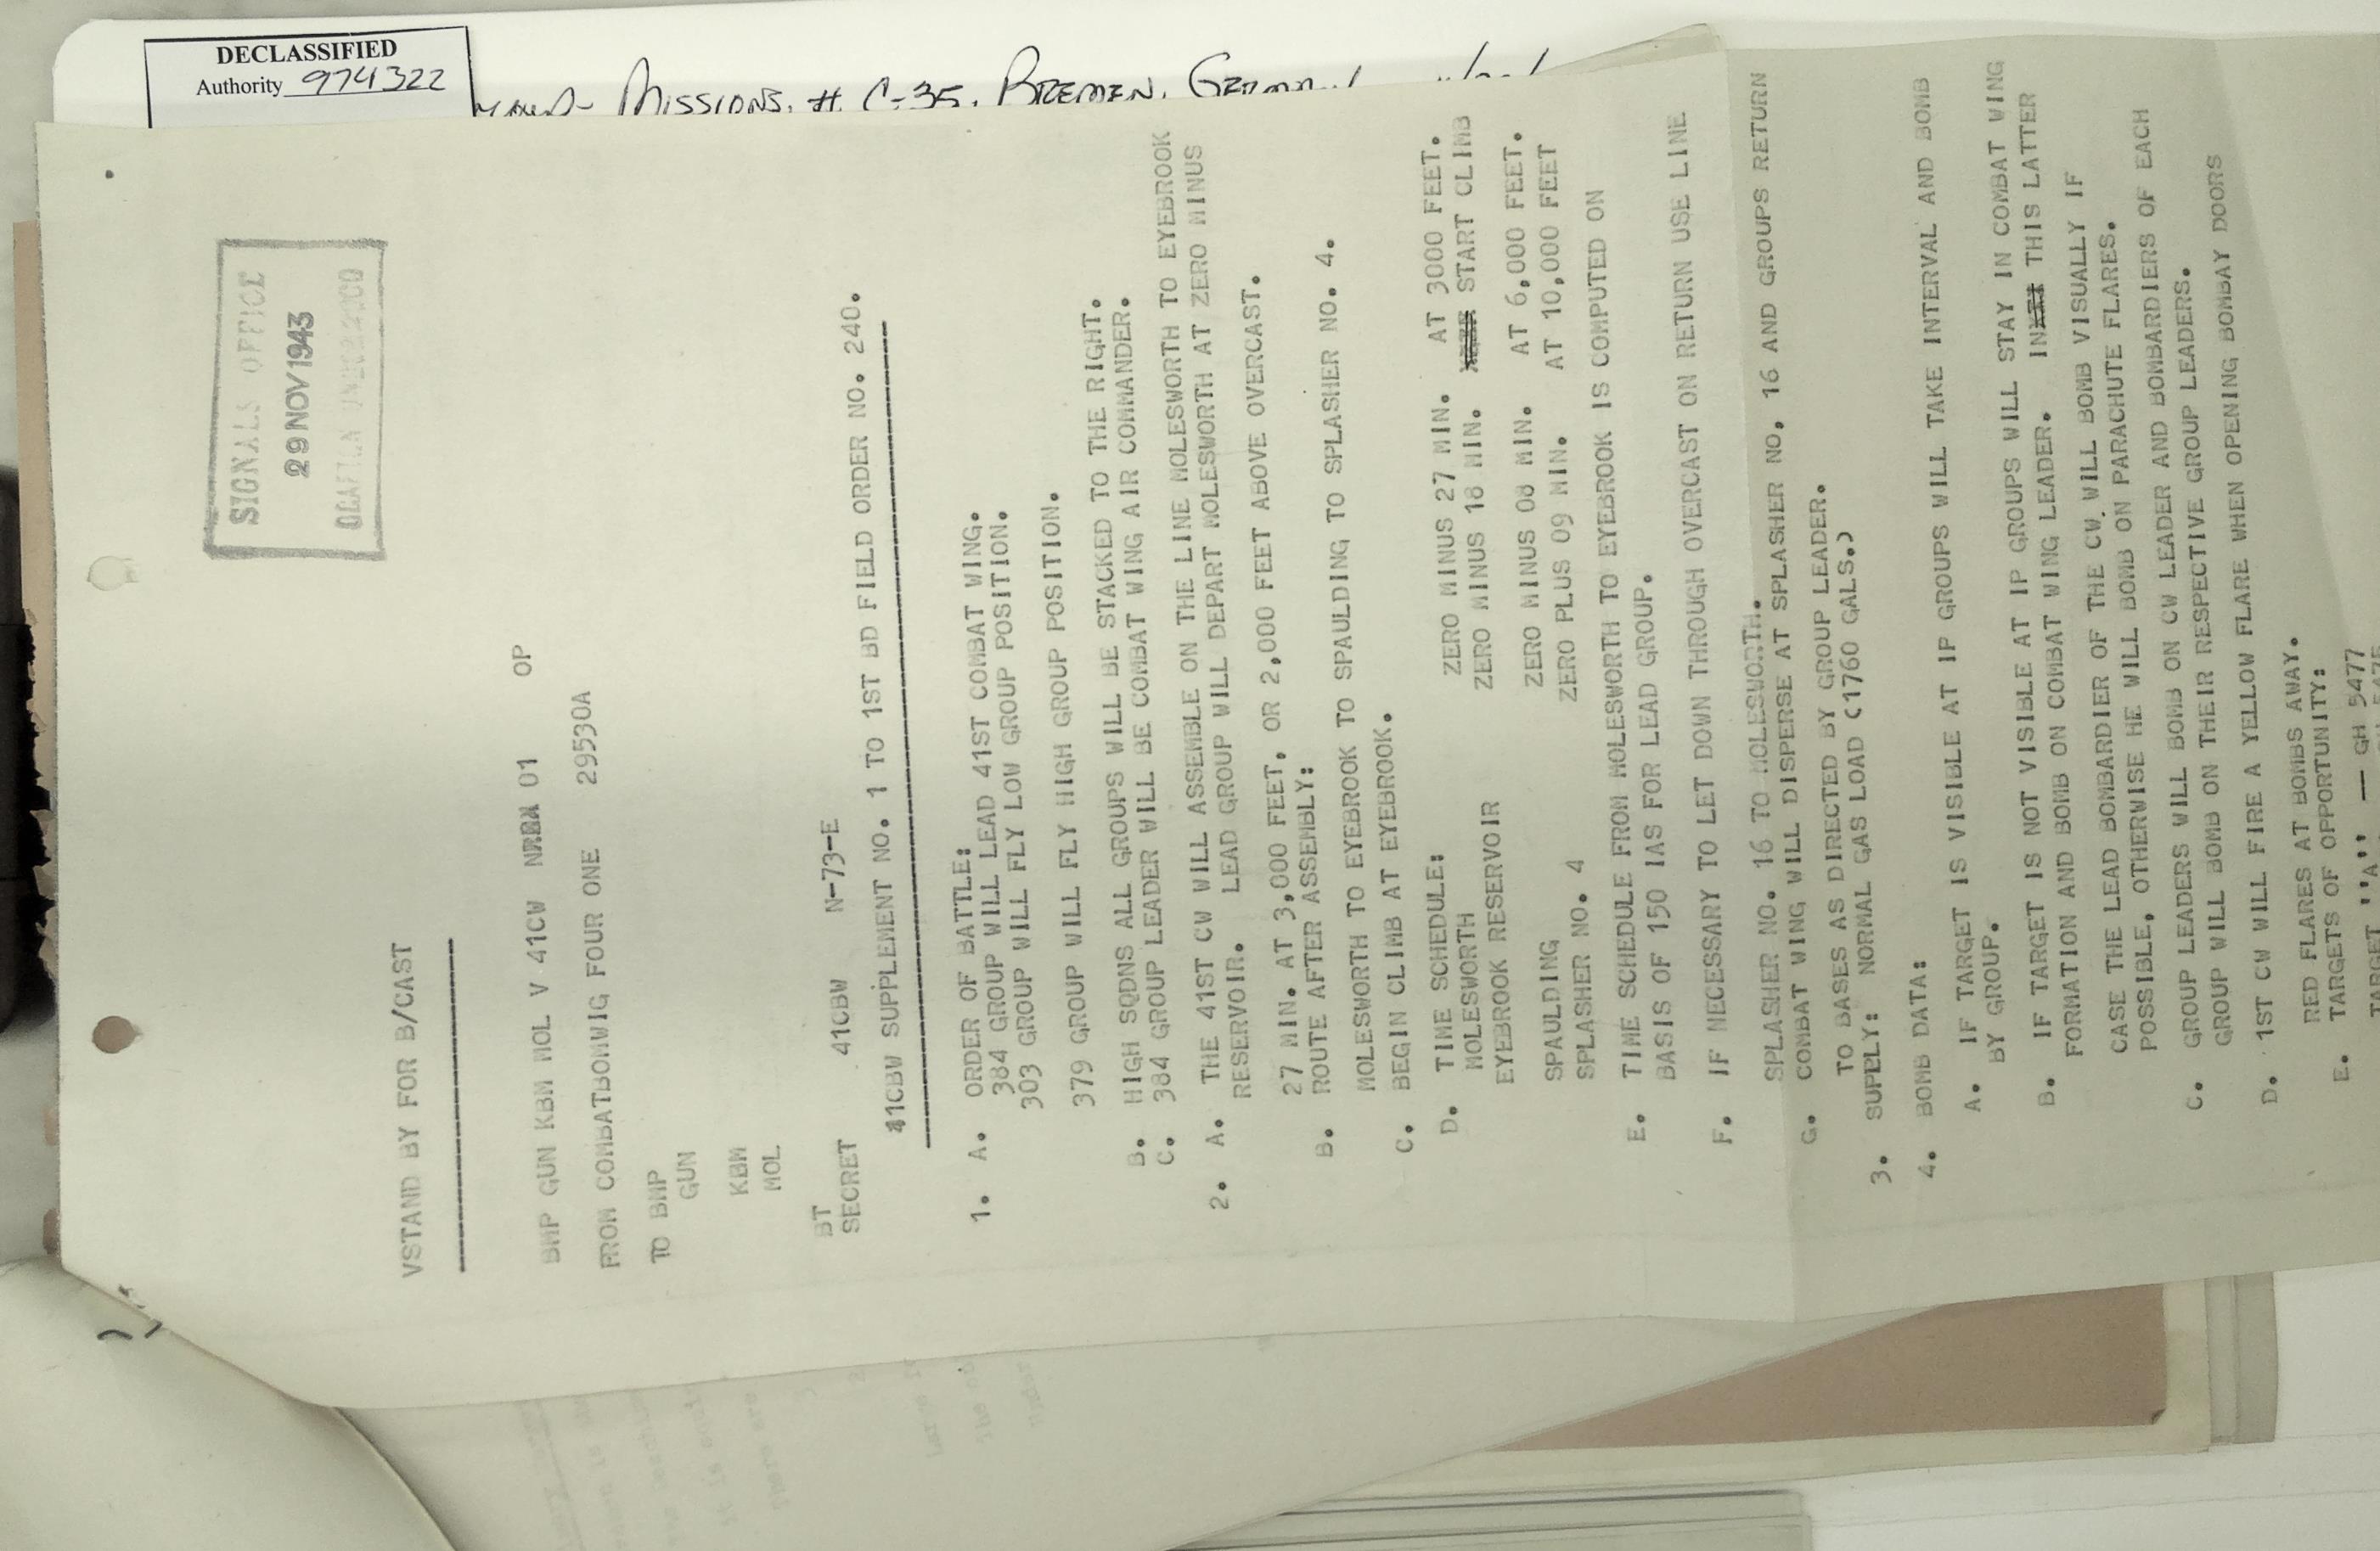 DECLASSIFIED
Authority 974322
MISSIONS. # C-35. BREMEN.
SIGNALS OFFICE
29 NOV 1943
VSTAND BY FOR B/CAST
BMP GUN KBM MOL V 41CW 01 OP
FROM COMBATBOMWIG FOUR ONE 29530A
TO BMP
GUN
KBM
MOL
BT
SECRET 41CBW N-73-E
41CBW SUPPLEMENT NO. 1 TO 1ST BD FIELD ORDER NO. 240.
1. A. ORDER OF BATTLE:
384 GROUP WILL LEAD 41ST COMBAT WING.
303 GROUP WILL FLY LOW GROUP POSITION.
379 GROUP WILL FLY HIGH GROUP POSITION.
B. HIGH SQDNS ALL GROUPS WILL BE STACKED TO THE RIGHT.
C. 384 GROUP LEADER WILL BE COMBAT WING AIR COMMANDER.
2. A. THE 41ST CW WILL ASSEMBLE ON THE LINE MOLESWORTH TO EYEBROOK
RESERVOIR. LEAD GROUP WILL DEPART MOLESWORTH AT ZERO MINUS
27 MIN. AT 3,000 FEET, OR 2,000 FEET ABOVE OVERCAST.
B. ROUTE AFTER ASSEMBLY:
MOLESWORTH TO EYEBROOK TO SPAULDING TO SPLASHER NO. 4.
C. BEGIN CLIMB AT EYEBROOK.
D. TIME SCHEDULE:
MOLESWORTH ZERO MINUS 27 MIN. AT 3000 FEET.
EYEBROOK RESERVOIR ZERO MINUS 18 MIN. START CLIMB
SPAULDING ZERO MINUS 08 MIN. AT 6,000 FEET.
SPLASHER NO. 4 ZERO PLUS 09 MIN. AT 10,000 FEET
E. TIME SCHEDULE FROM MOLESWORTH TO EYEBROOK IS COMPUTED ON
BASIS OF 150 IAS FOR LEAD GROUP.
F. IF NECESSARY TO LET DOWN THROUGH OVERCAST ON RETURN USE LINE
SPLASHER NO. 16 TO MOLESWORTH.
G. COMBAT WING WILL DISPERSE AT SPLASHER NO. 16 AND GROUPS RETURN
TO BASES AS DIRECTED BY GROUP LEADER.
3. SUPPLY: NORMAL GAS LOAD (1760 GALS.)
4. BOMB DATA:
A. IF TARGET IS VISIBLE AT IP GROUPS WILL TAKE INTERVAL AND BOMB
BY GROUP.
B. IF TARGET IS NOT VISIBLE AT IP GROUPS WILL STAY IN COMBAT WING
FORMATION AND BOMB ON COMBAT WING LEADER. IN THIS LATTER
CASE THE LEAD BOMBARDIER OF THE CW WILL BOMB VISUALLY IF
POSSIBLE, OTHERWISE HE WILL BOMB ON PARACHUTE FLARES.
C. GROUP LEADERS WILL BOMB ON CW LEADER AND BOMBARDIERS OF EACH
GROUP WILL BOMB ON THEIR RESPECTIVE GROUP LEADERS.
D. 1ST CW WILL FIRE A YELLOW FLARE WHEN OPENING BOMBAY DOORS
RED FLARES AT BOMBS AWAY.
E. TARGETS OF OPPORTUNITY:
TARGET ''A'' — GH 5477